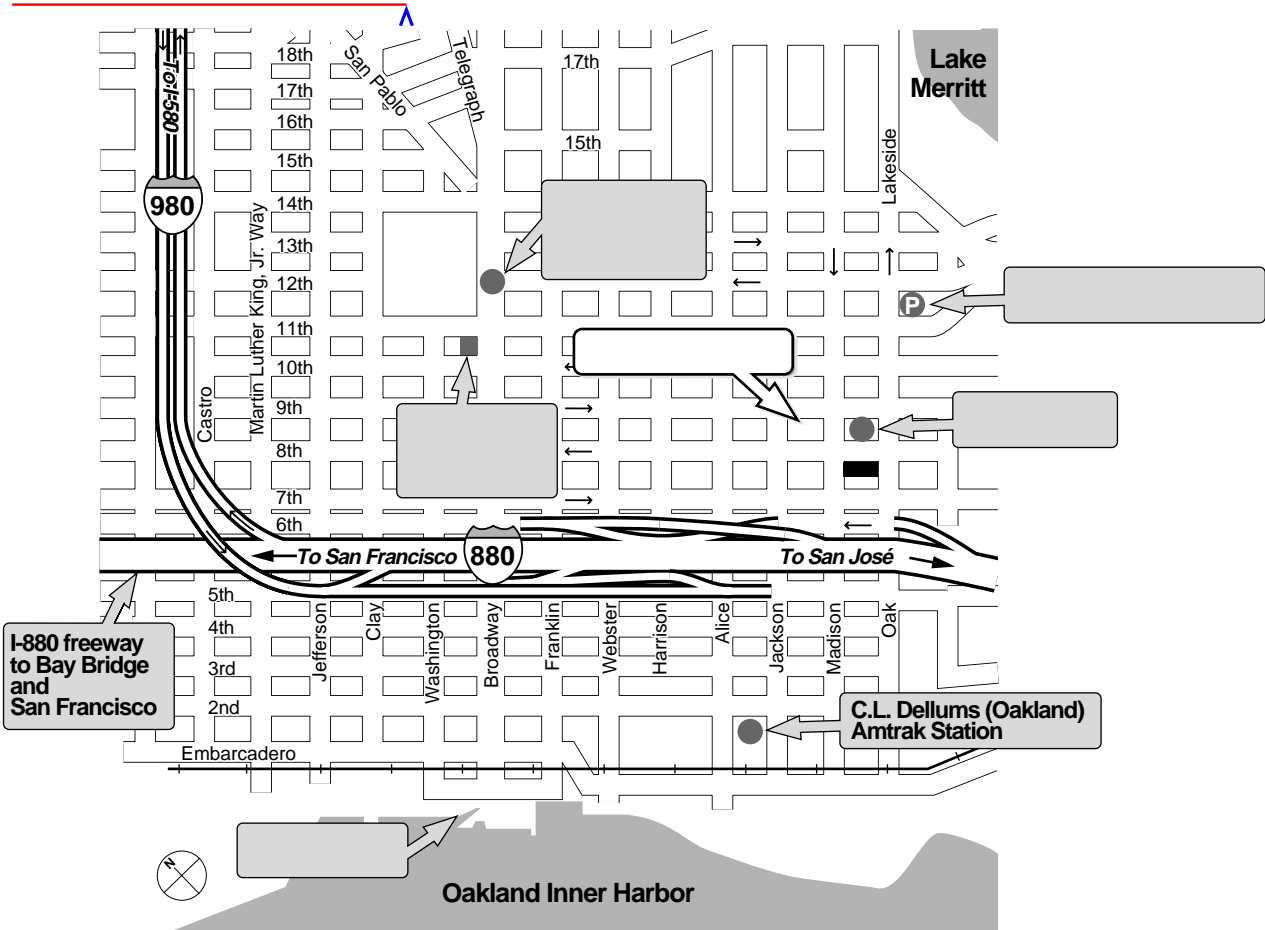 18th
San Pablo
Telegraph
17th
Lake
Merritt
To I-580
17th
16th
15th
15th
Lakeside
980
14th
Martin Luther King, Jr. Way
13th
12th
P
11th
10th
Castro
9th
8th
7th
6th
To San Francisco
880
To San José
5th
Jefferson
Clay
Washington
Broadway
Franklin
Webster
Harrison
Alice
Jackson
Madison
Oak
4th
I-880 freeway
to Bay Bridge
and
San Francisco
3rd
2nd
C.L. Dellums (Oakland)
Amtrak Station
Embarcadero
N
Oakland Inner Harbor